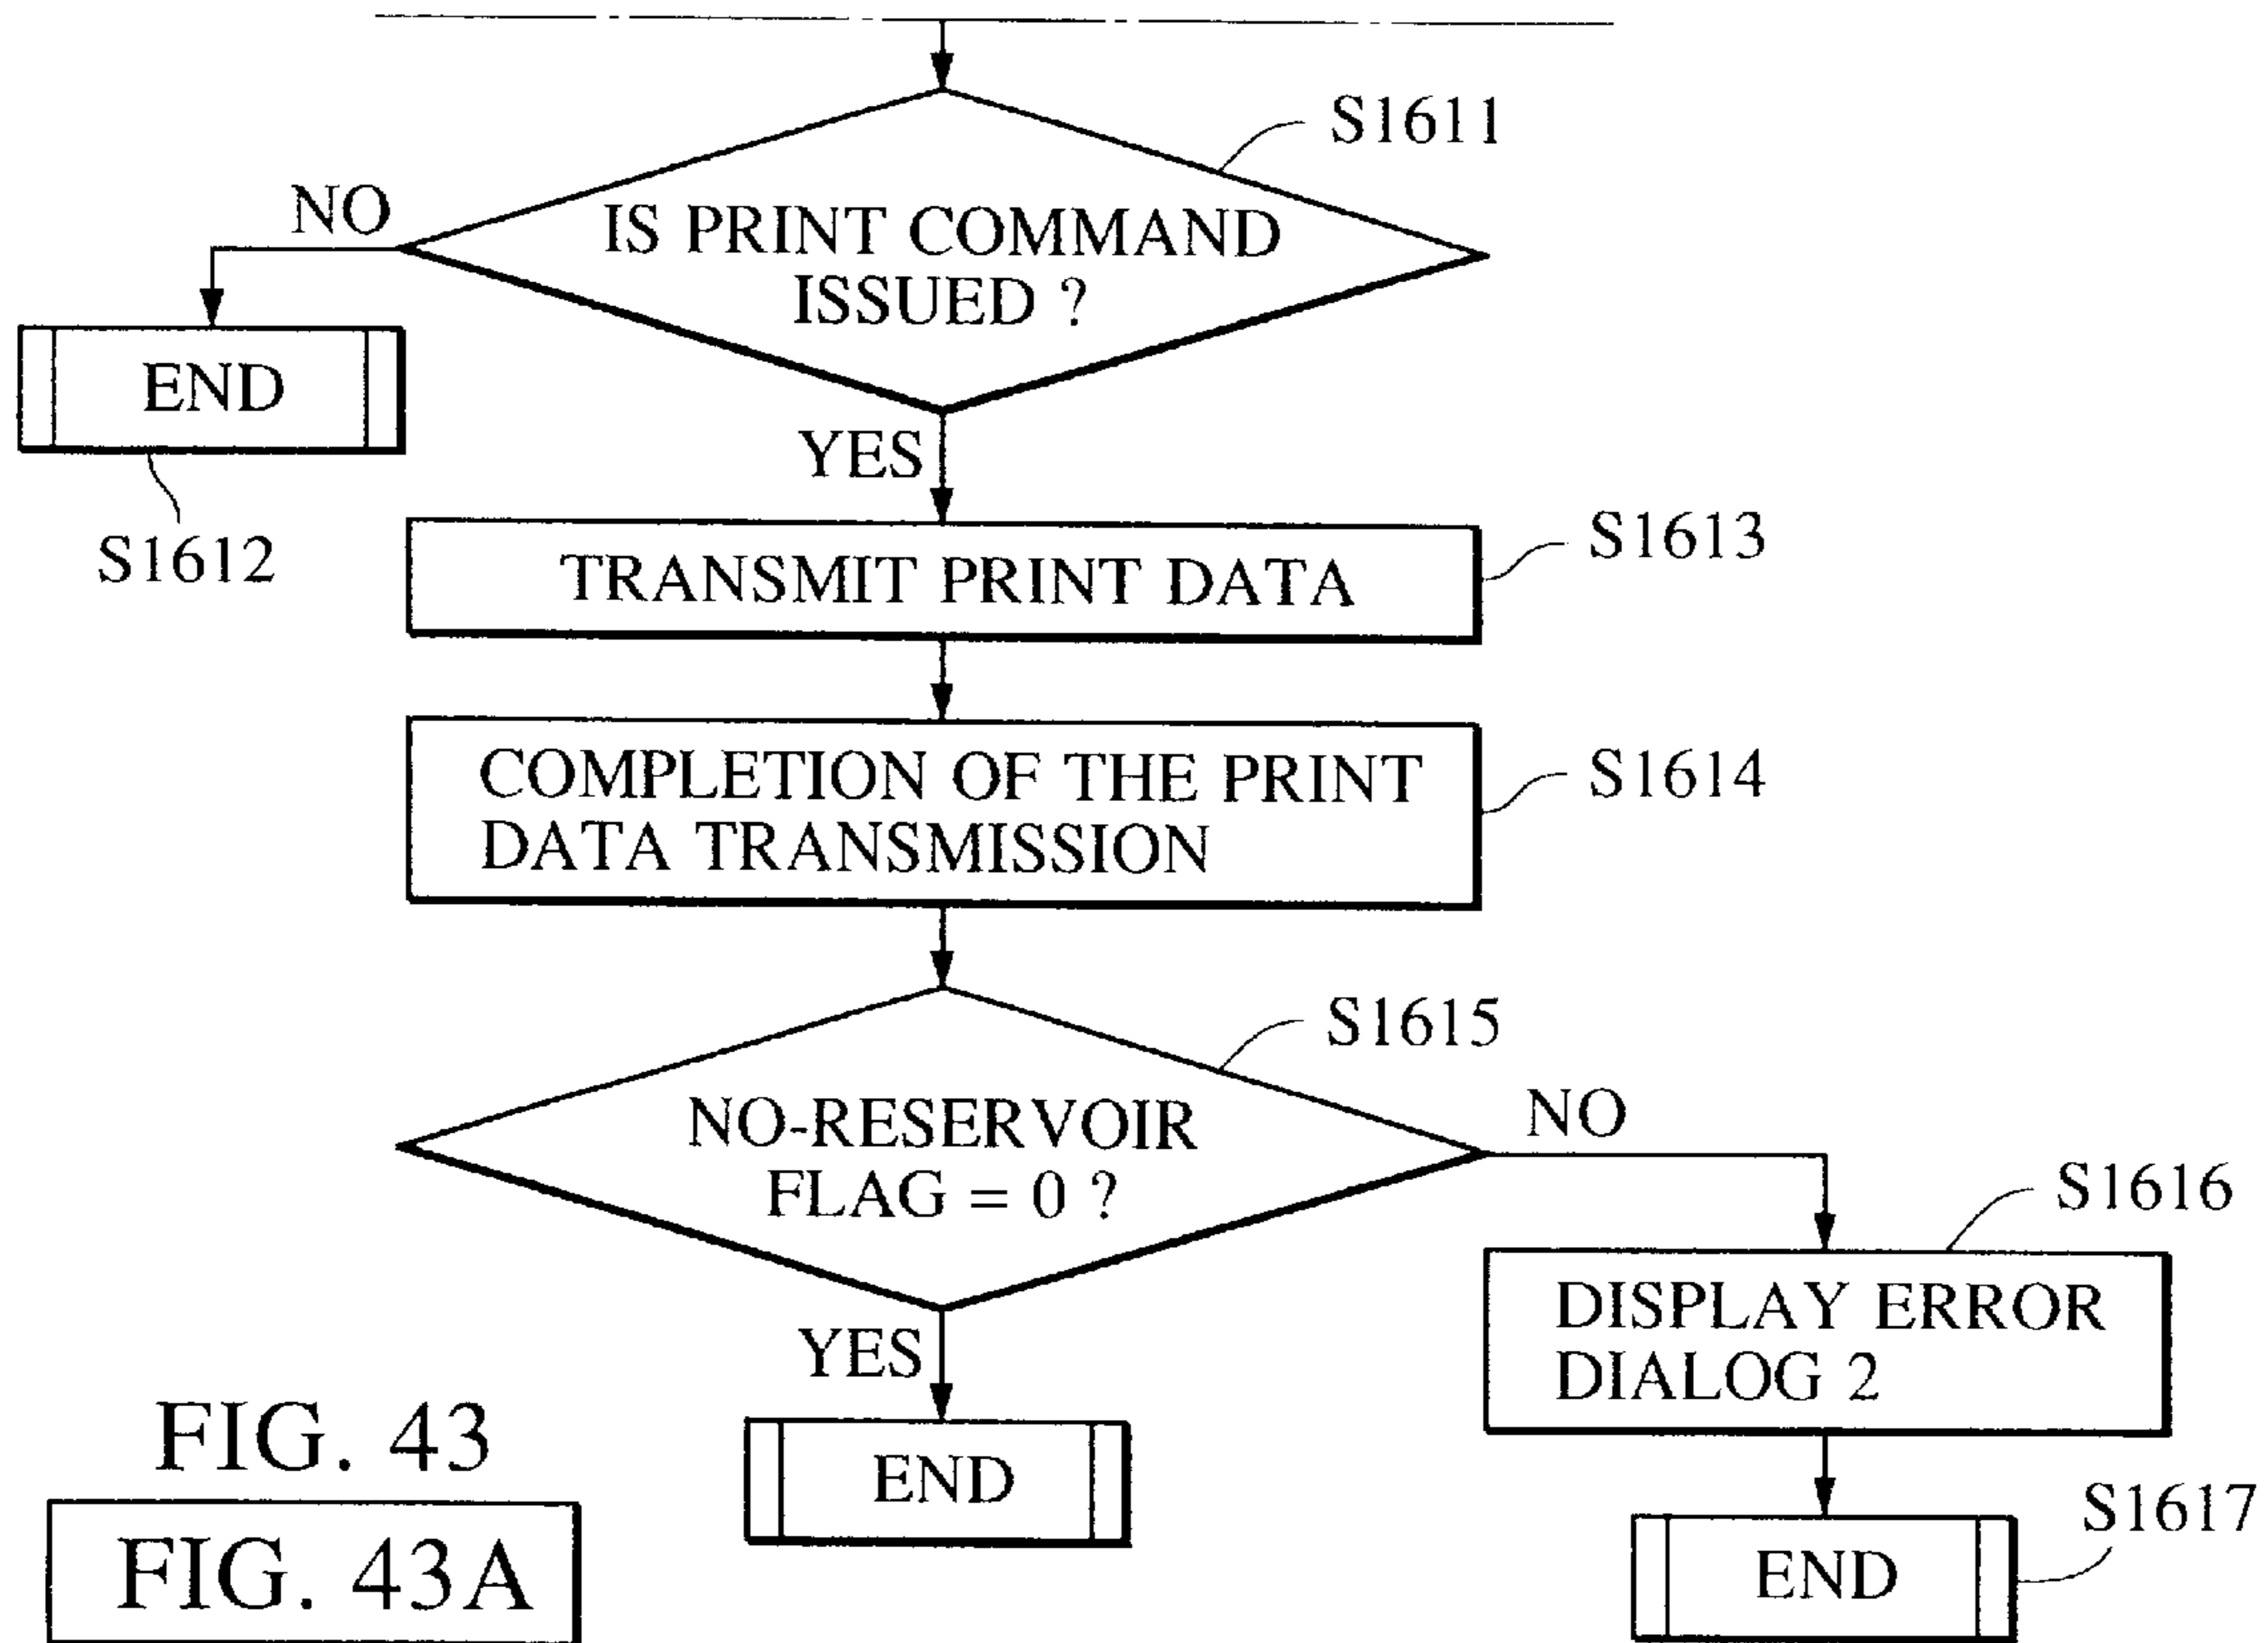 S1611
NO
IS PRINT COMMAND
ISSUED ?
END
YES
S1612
TRANSMIT PRINT DATA
S1613
COMPLETION OF THE PRINT
DATA TRANSMISSION
S1614
S1615
NO-RESERVOIR
FLAG = 0 ?
NO
S1616
YES
DISPLAY ERROR
DIALOG 2
END
S1617
END
FIG. 43
FIG. 43A